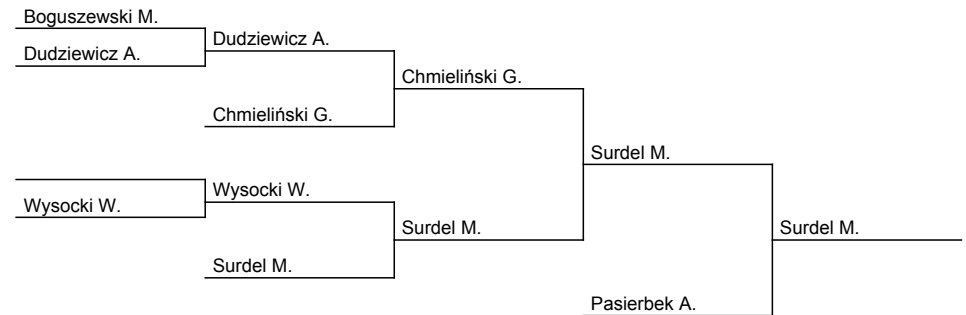 Boguszewski M.
Dudziewicz A.
Dudziewicz A.
Chmieliński G.
Chmieliński G.
Surdel M.
Wysocki W.
Wysocki W.
Surdel M.
Surdel M.
Surdel M.
Pasierbek A.